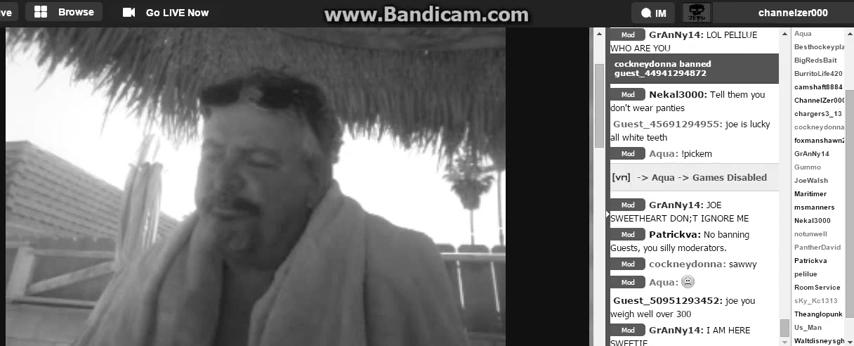 ve
Browse
Go LIVE Now
www.Bandicam.com
IM
channelzer000
Mod GrAnNy14: LOL PELILUE
WHO ARE YOU
cockneydonna banned
guest_44941294872
Mod Nekal3000: Tell them you
don't wear panties
Guest_45691294955: joe is lucky
all white teeth
Mod Aqua: !pickem
[vn] -> Aqua -> Games Disabled
Mod GrAnNy14: JOE
SWEETHEART DON;T IGNORE ME
Mod Patrickva: No banning
Guests, you silly moderators.
Mod cockneydonna: sawwy
Mod Aqua:
Guest_50951293452: joe you
weigh well over 300
Mod GrAnNy14: I AM HERE
SWEETIE
Aqua
Besthockeypla
BigRedsBait
BurritoLife420
camshaft8884
ChannelZer000
chargers3_13
cockneydonna
foxmanshawn2
GrAnNy14
Gummo
JoeWalsh
Maritimer
msmanners
Nekal3000
notunwell
PantherDavid
Patrickva
pelilue
RoomService
sKy_Kc1313
Theanglopunk
Us_Man
Waltdisneysgh